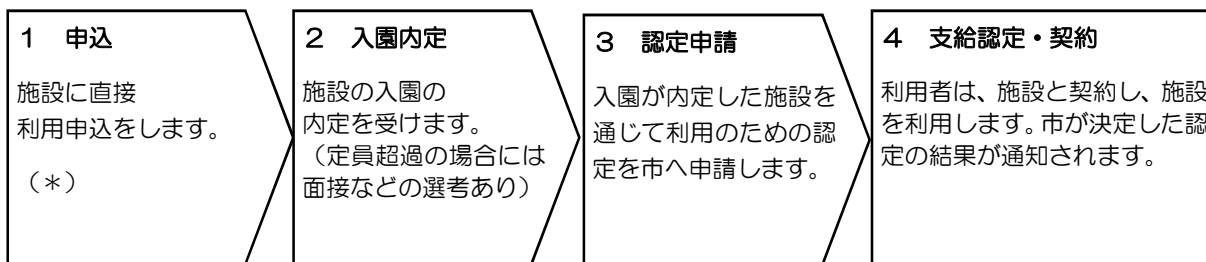 １　申込
施設に直接
利用申込をします。
（＊）
２　入園内定
施設の入園の
内定を受けます。
（定員超過の場合には
面接などの選考あり）
３　認定申請
入園が内定した施設を
通じて利用のための認
定を市へ申請します。
４　支給認定・契約
利用者は、施設と契約し、施設
を利用します。市が決定した認
定の結果が通知されます。